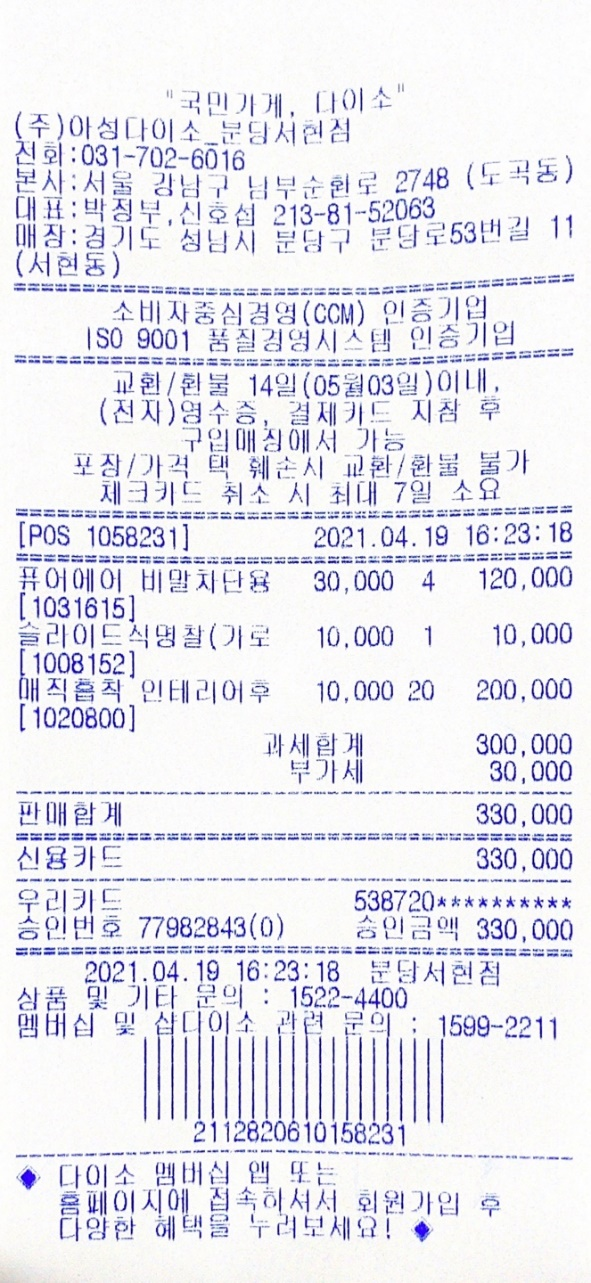 "국민가게, 다이소"
(주)아성다이소_분당서현점
전화:031-702-6016
본사:서울 강남구 남부순환로 2748 (도곡동)
대표:박정부,신호섭 213-81-52063
매장:경기도 성남시 분당구 분당로53번길 11
(서현동)
소비자중심경영(CCM) 인증기업
ISO 9001 품질경영시스템 인증기업
교환/환불 14일(05월03일)이내,
(전자)영수증, 결제카드 지참 후
구입매장에서 가능
포장/가격 택 훼손시 교환/환불 불가
체크카드 취소 시 최대 7일 소요
[POS 1058231] 2021.04.19 16:23:18
퓨어에어 비말차단용 30,000 4 120,000
[1031615]
슬라이드식명찰(가로 10,000 1 10,000
[1008152]
매직흡착 인테리어후 10,000 20 200,000
[1020800]
과세합계 300,000
부가세 30,000
판매합계 330,000
신용카드 330,000
우리카드 538720**********
승인번호 77982843(0) 승인금액 330,000
2021.04.19 16:23:18 분당서현점
상품 및 기타 문의 : 1522-4400
멤버십 및 샵다이소 관련 문의 : 1599-2211
2112820610158231
◆ 다이소 멤버십 앱 또는
홈페이지에 접속하셔서 회원가입 후
다양한 혜택을 누려보세요! ◆